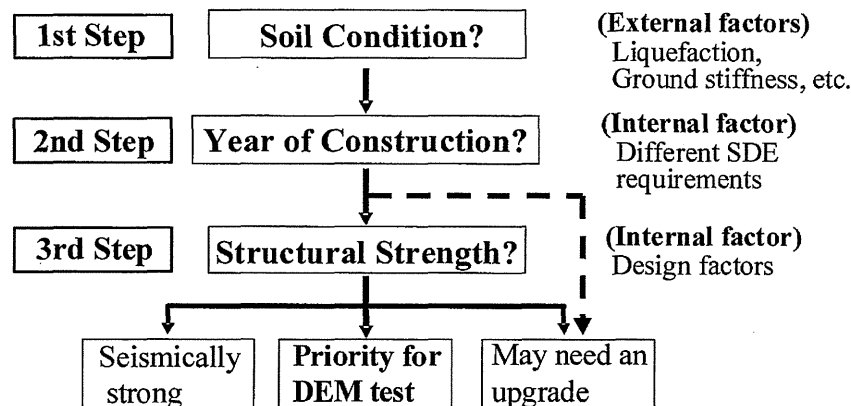 1st Step
Soil Condition?
(External factors)
Liquefaction,
Ground stiffness, etc.
2nd Step
Year of Construction?
(Internal factor)
Different SDE
requirements
3rd Step
Structural Strength?
(Internal factor)
Design factors
Seismically
strong
Priority for
DEM test
May need an
upgrade